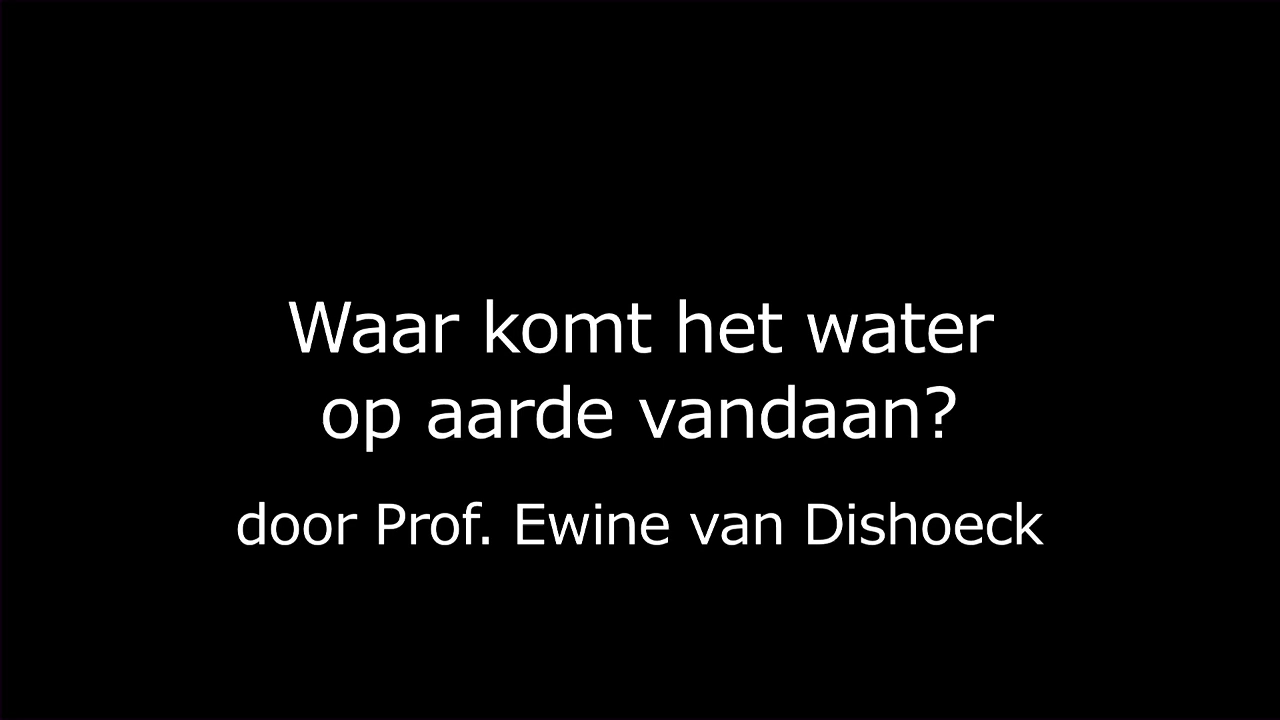 Waar komt het water
op aarde vandaan?
door Prof. Ewine van Dishoeck